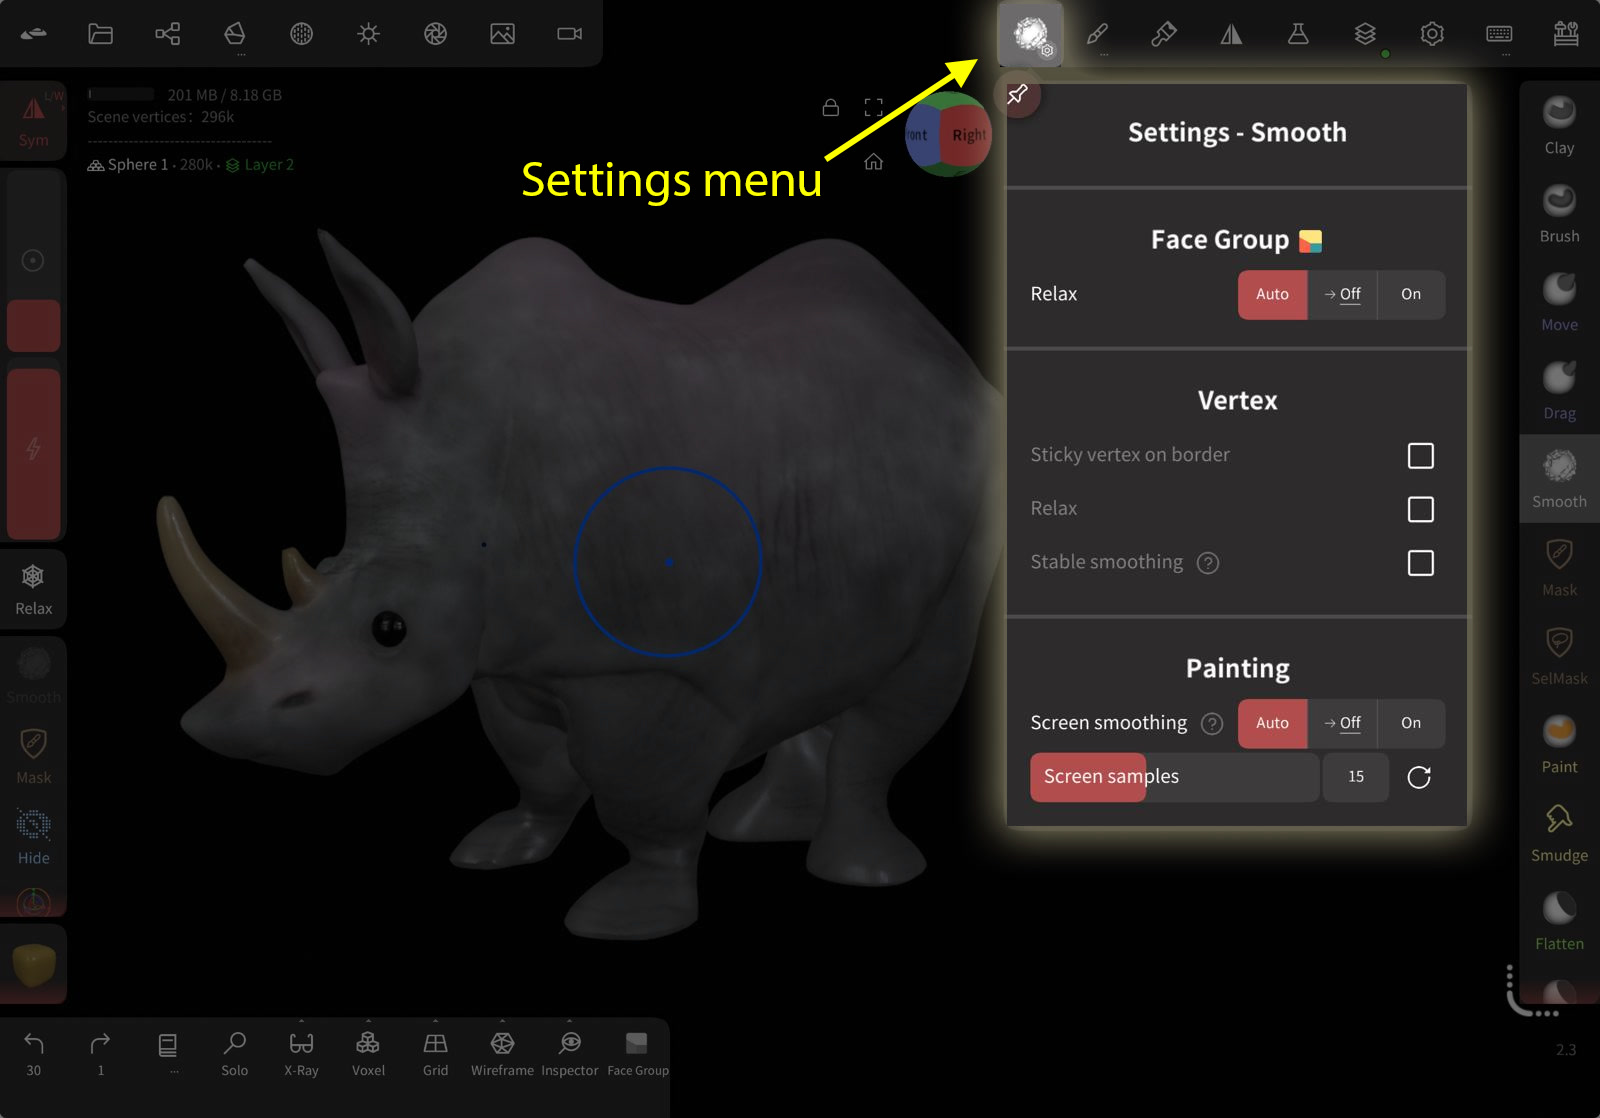 L/W
Sym
201 MB / 8.18 GB
Scene vertices: 296k
Sphere 1 · 280k · Layer 2
Settings menu
ront
Right
Settings - Smooth
Face Group
Relax
Auto
→ Off
On
Vertex
Sticky vertex on border
Relax
Stable smoothing ?
Painting
Screen smoothing ?
Auto
→ Off
On
Screen samples
15
Clay
Brush
Move
Drag
Smooth
Mask
SelMask
Paint
Smudge
Flatten
Relax
Smooth
Mask
Hide
30
1
...
Solo
X-Ray
Voxel
Grid
Wireframe
Inspector
Face Group
2.3